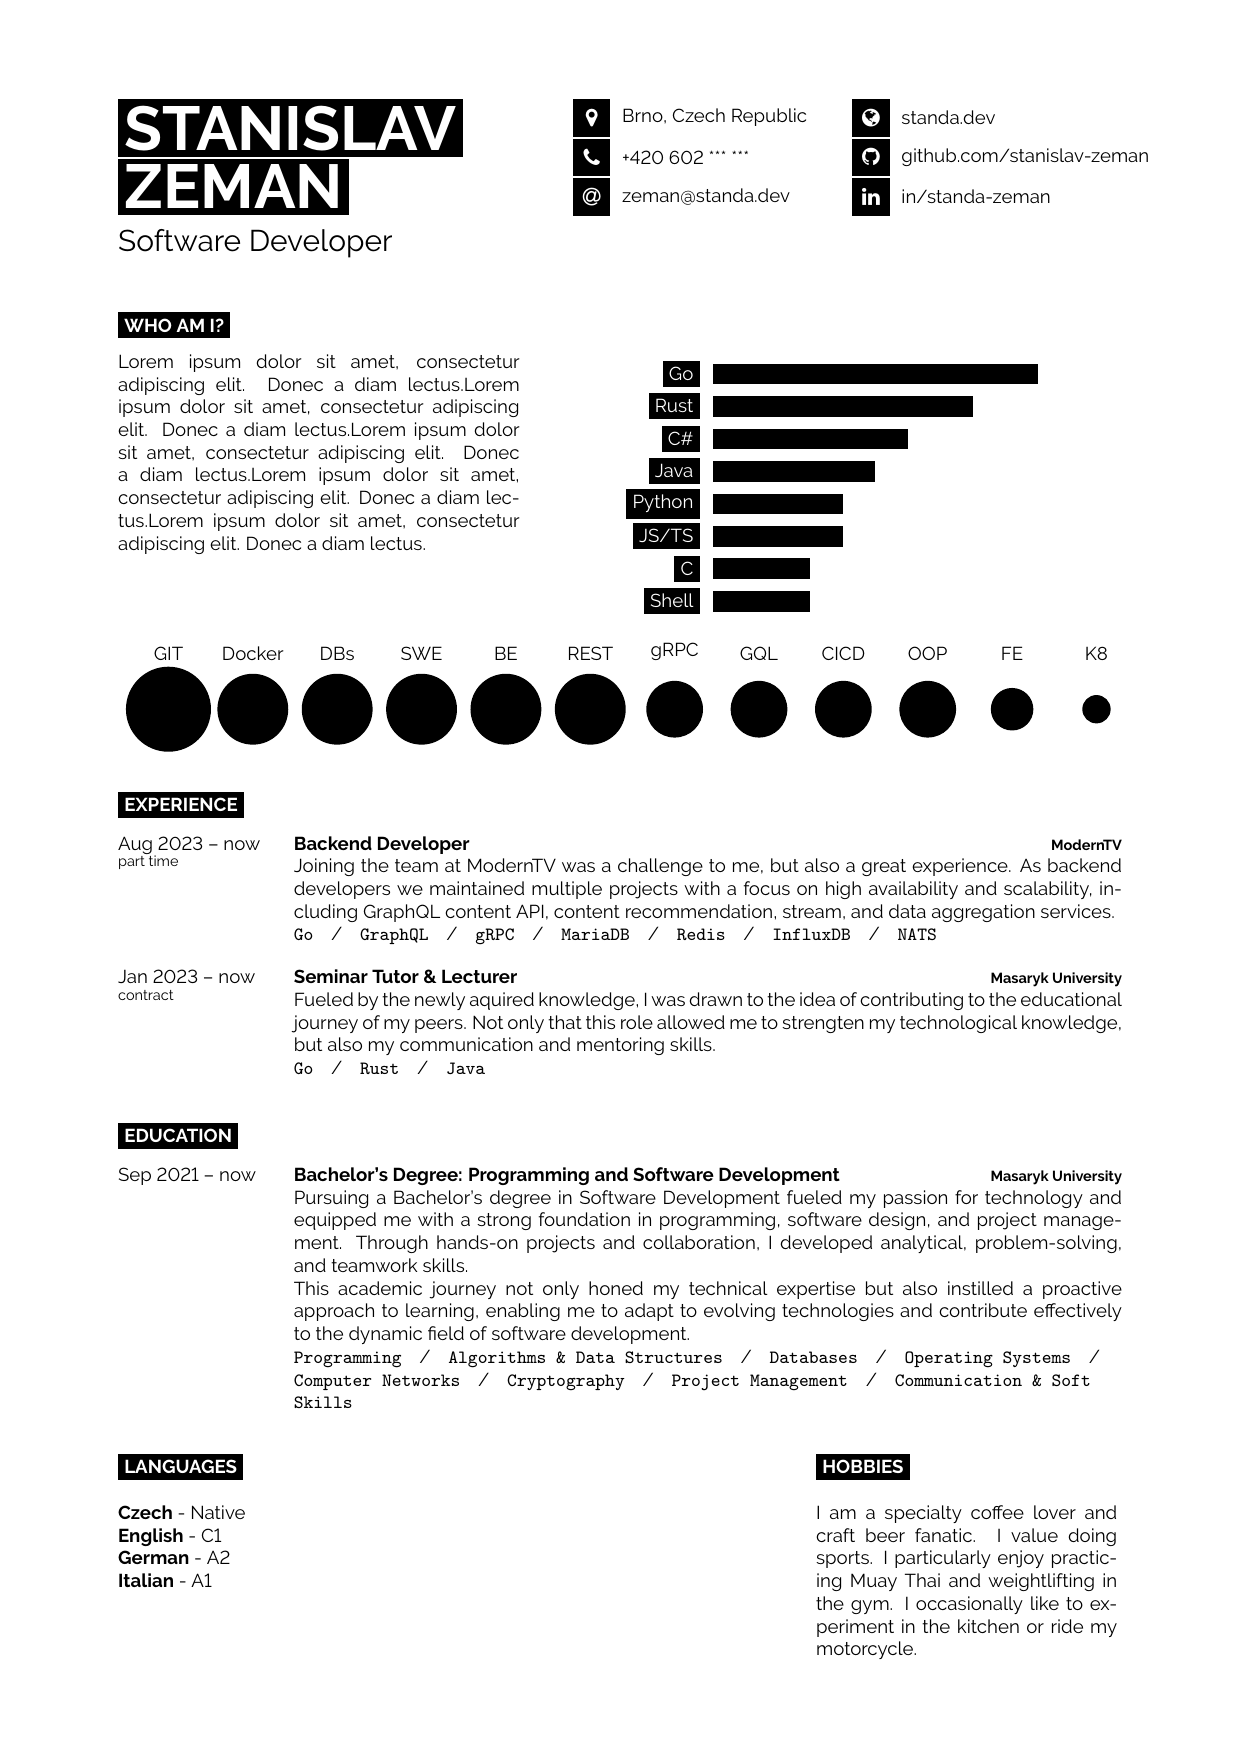 STANISLAV
ZEMAN
Software Developer
Brno, Czech Republic
+420 602 *** ***
zeman@standa.dev
standa.dev
github.com/stanislav-zeman
in/standa-zeman
WHO AM I?
Lorem ipsum dolor sit amet, consectetur
adipiscing elit. Donec a diam lectus.Lorem
ipsum dolor sit amet, consectetur adipiscing
elit. Donec a diam lectus.Lorem ipsum dolor
sit amet, consectetur adipiscing elit. Donec
a diam lectus.Lorem ipsum dolor sit amet,
consectetur adipiscing elit. Donec a diam lec-
tus.Lorem ipsum dolor sit amet, consectetur
adipiscing elit. Donec a diam lectus.
Go
Rust
C#
Java
Python
JS/TS
C
Shell
GIT Docker DBs SWE BE REST gRPC GQL CICD OOP FE K8
EXPERIENCE
Aug 2023 – now
part time
Backend Developer ModernTV
Joining the team at ModernTV was a challenge to me, but also a great experience. As backend
developers we maintained multiple projects with a focus on high availability and scalability, in-
cluding GraphQL content API, content recommendation, stream, and data aggregation services.
Go / GraphQL / gRPC / MariaDB / Redis / InfluxDB / NATS
Jan 2023 – now
contract
Seminar Tutor & Lecturer Masaryk University
Fueled by the newly aquired knowledge, I was drawn to the idea of contributing to the educational
journey of my peers. Not only that this role allowed me to strengten my technological knowledge,
but also my communication and mentoring skills.
Go / Rust / Java
EDUCATION
Sep 2021 – now
Bachelor's Degree: Programming and Software Development Masaryk University
Pursuing a Bachelor's degree in Software Development fueled my passion for technology and
equipped me with a strong foundation in programming, software design, and project manage-
ment. Through hands-on projects and collaboration, I developed analytical, problem-solving,
and teamwork skills.
This academic journey not only honed my technical expertise but also instilled a proactive
approach to learning, enabling me to adapt to evolving technologies and contribute effectively
to the dynamic field of software development.
Programming / Algorithms & Data Structures / Databases / Operating Systems /
Computer Networks / Cryptography / Project Management / Communication & Soft
Skills
LANGUAGES
Czech - Native
English - C1
German - A2
Italian - A1
HOBBIES
I am a specialty coffee lover and
craft beer fanatic. I value doing
sports. I particularly enjoy practic-
ing Muay Thai and weightlifting in
the gym. I occasionally like to ex-
periment in the kitchen or ride my
motorcycle.